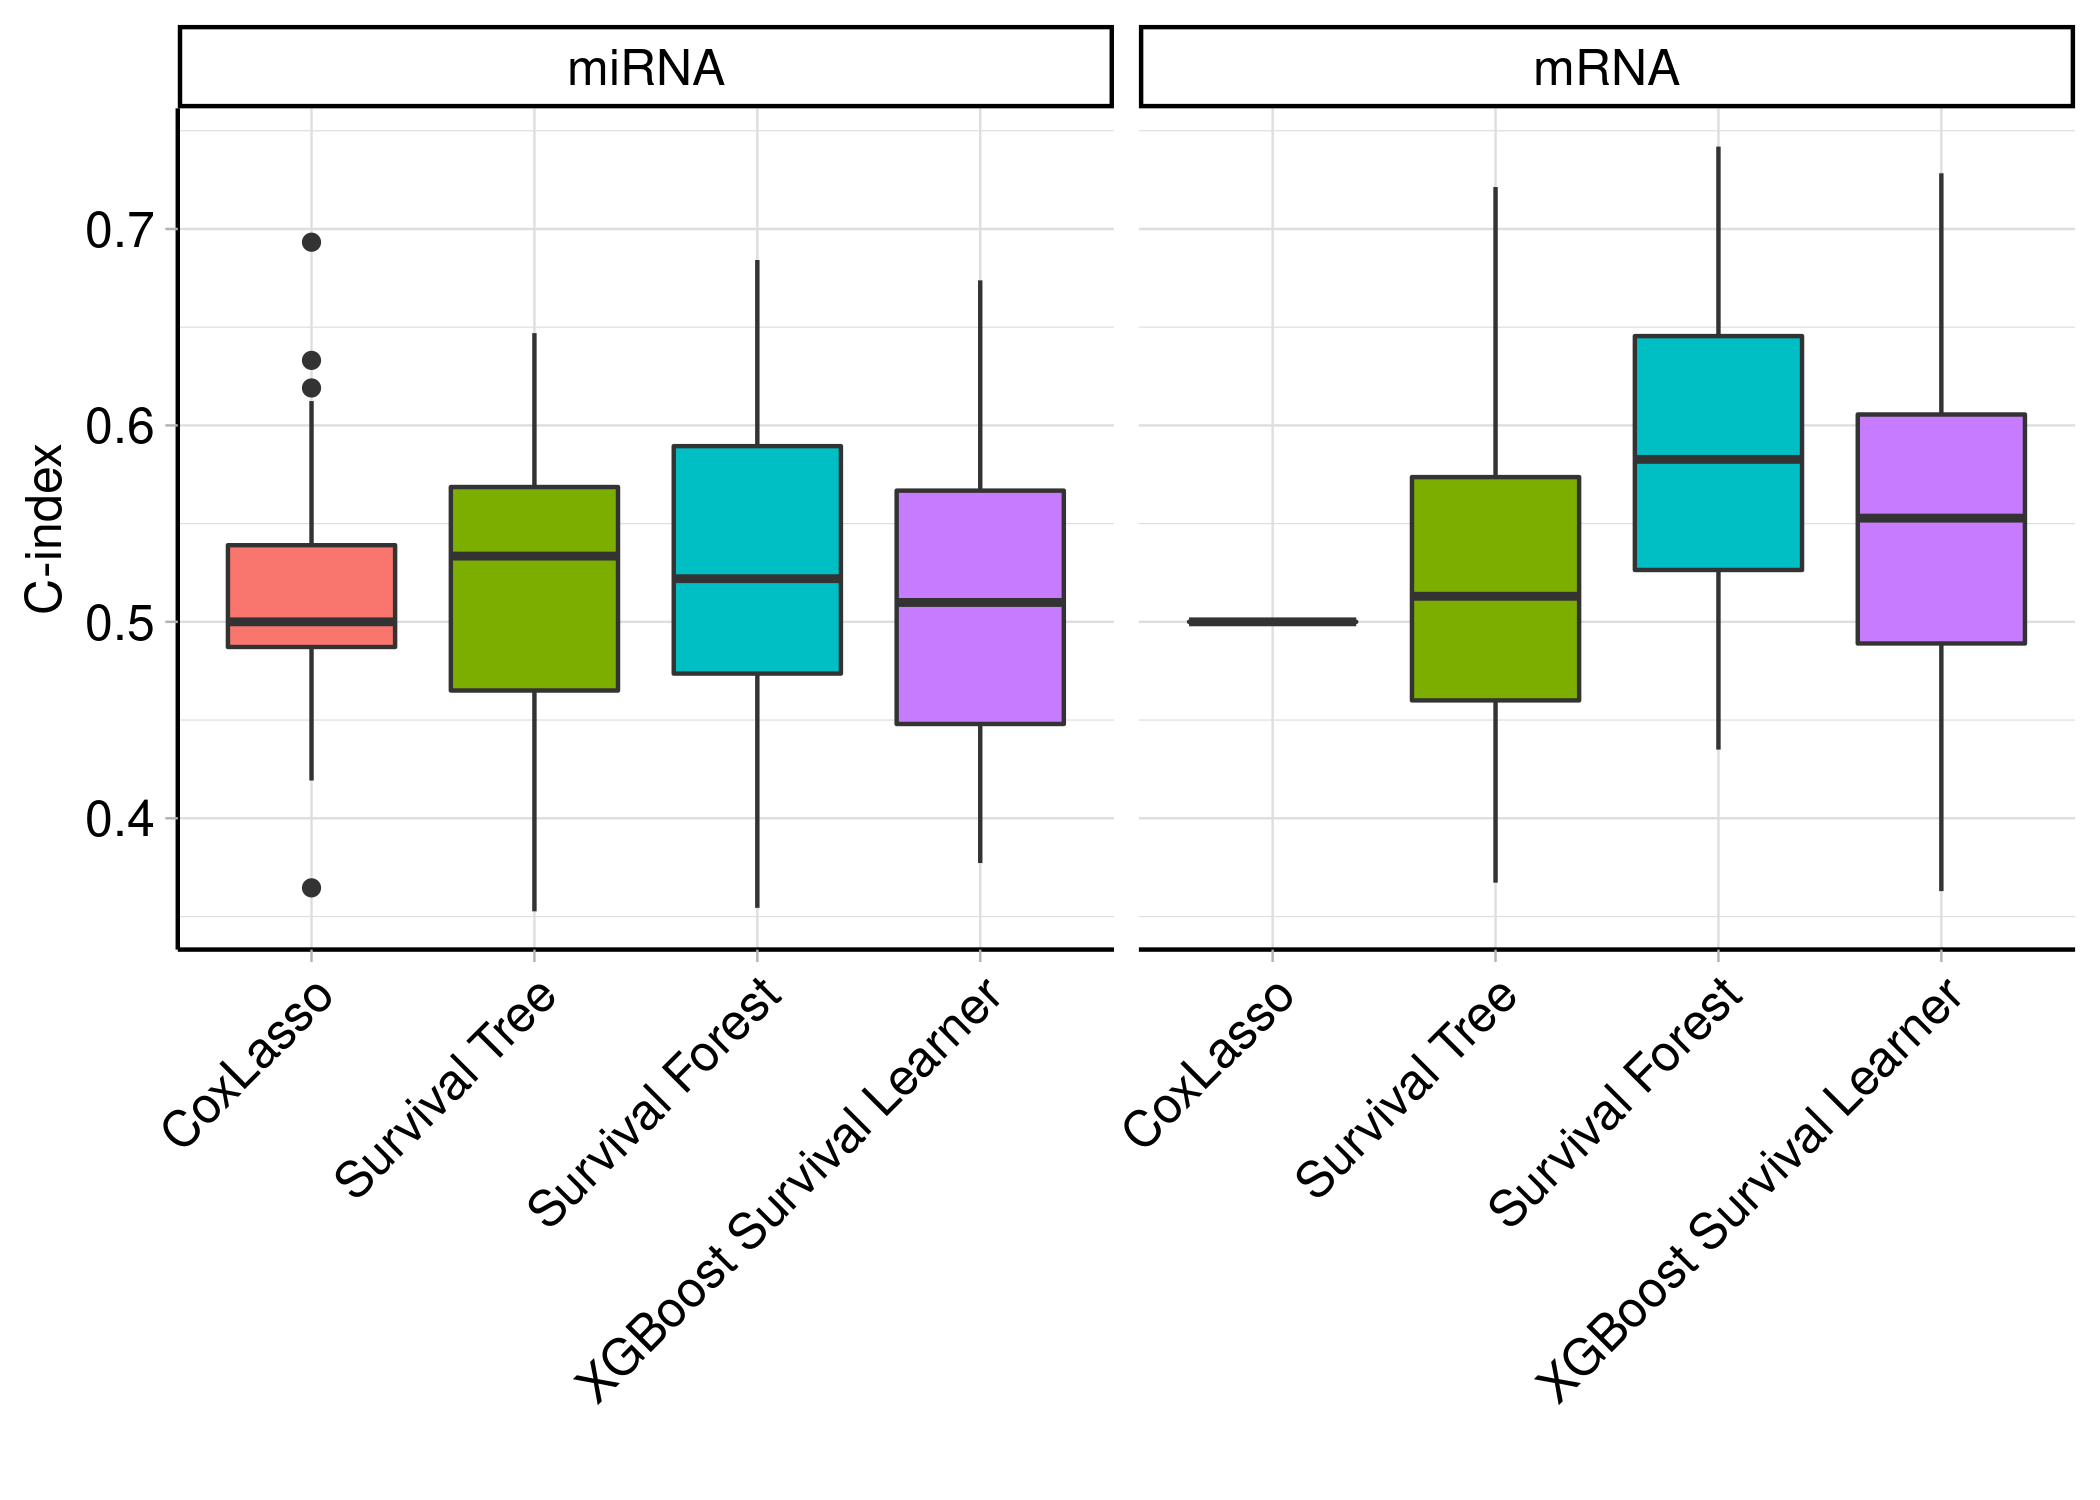 miRNA
mRNA
C-index
0.7
0.6
0.5
0.4
CoxLasso
Survival Tree
Survival Forest
XGBoost Survival Learner
CoxLasso
Survival Tree
Survival Forest
XGBoost Survival Learner